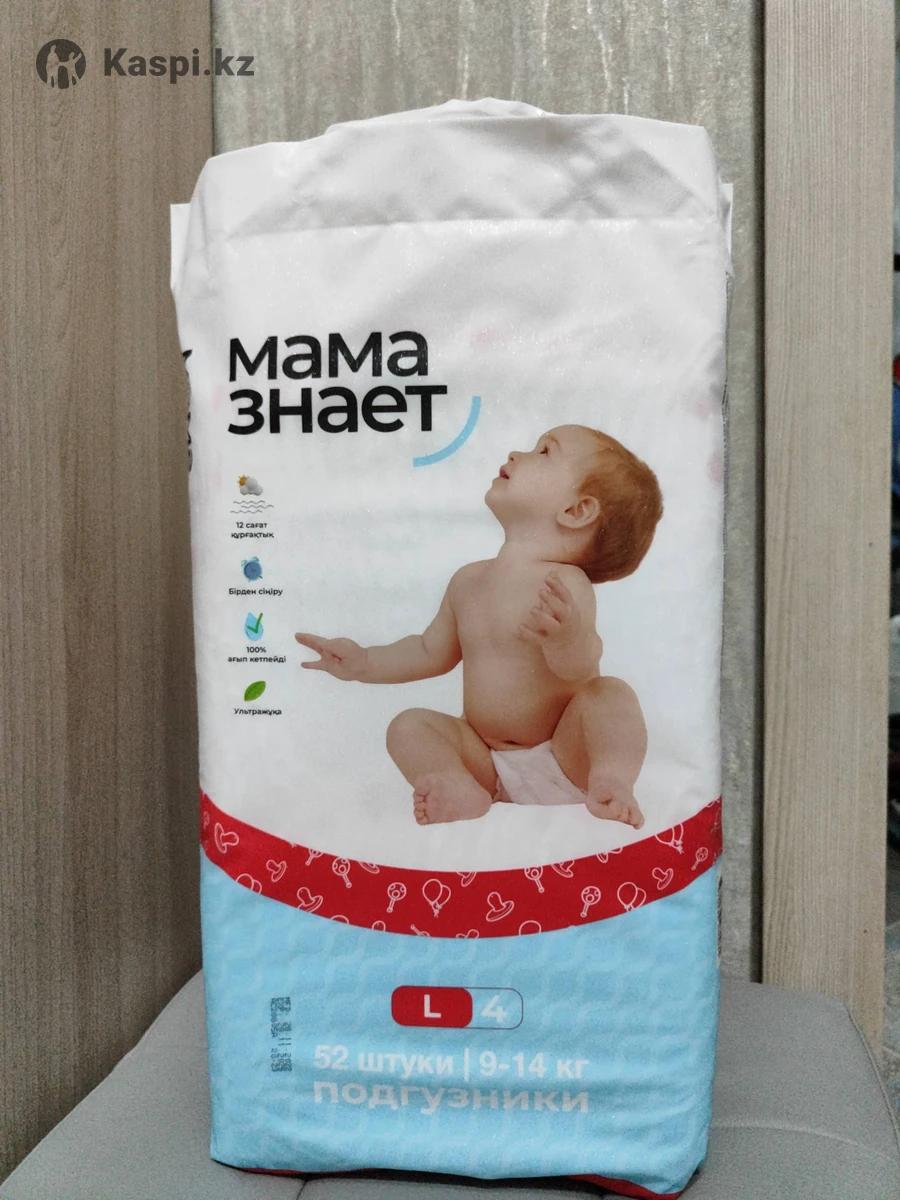 Kaspi.kz
мама
знает
12 сағат
құрғақтық
Бірден сіңіру
100%
ағып кетпейді
Ультражұқа
L 4
52 штуки | 9-14 кг
подгузники